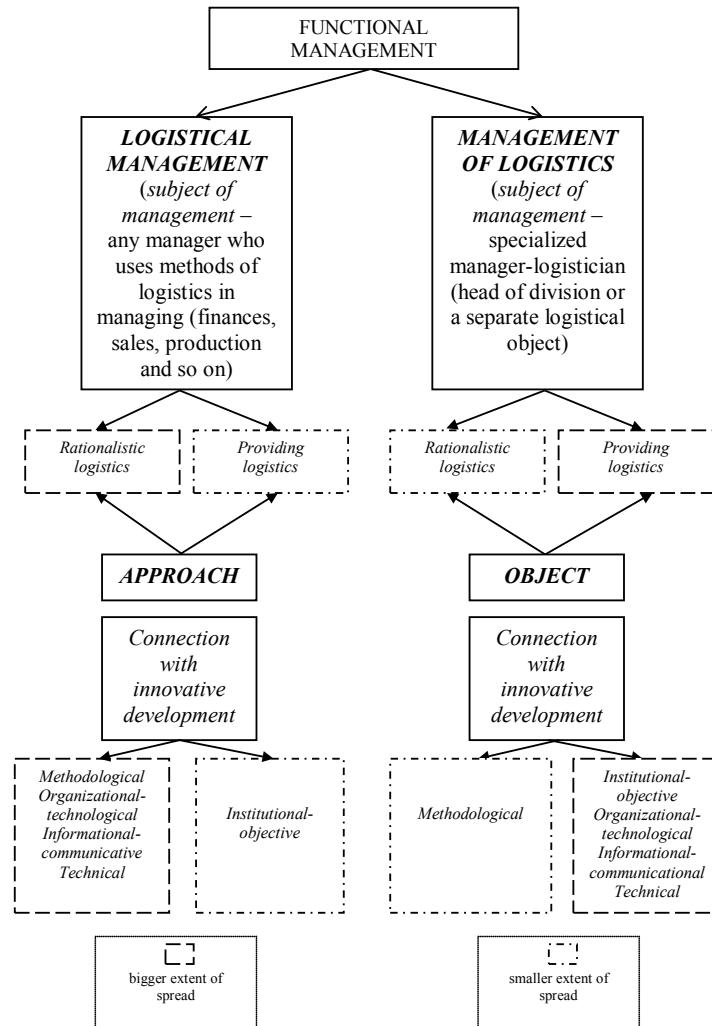 FUNCTIONAL
MANAGEMENT
LOGISTICAL
MANAGEMENT
(subject of
management –
any manager who
uses methods of
logistics in
managing (finances,
sales, production
and so on)
MANAGEMENT
OF LOGISTICS
(subject of
management –
specialized
manager-logistician
(head of division or
a separate logistical
object)
Rationalistic
logistics
Providing
logistics
Rationalistic
logistics
Providing
logistics
APPROACH
OBJECT
Connection
with
innovative
development
Connection
with
innovative
development
Methodological
Organizational-
technological
Informational-
communicative
Technical
Institutional-
objective
Methodological
Institutional-
objective
Organizational-
technological
Informational-
communicational
Technical
bigger extent of
spread
smaller extent of
spread